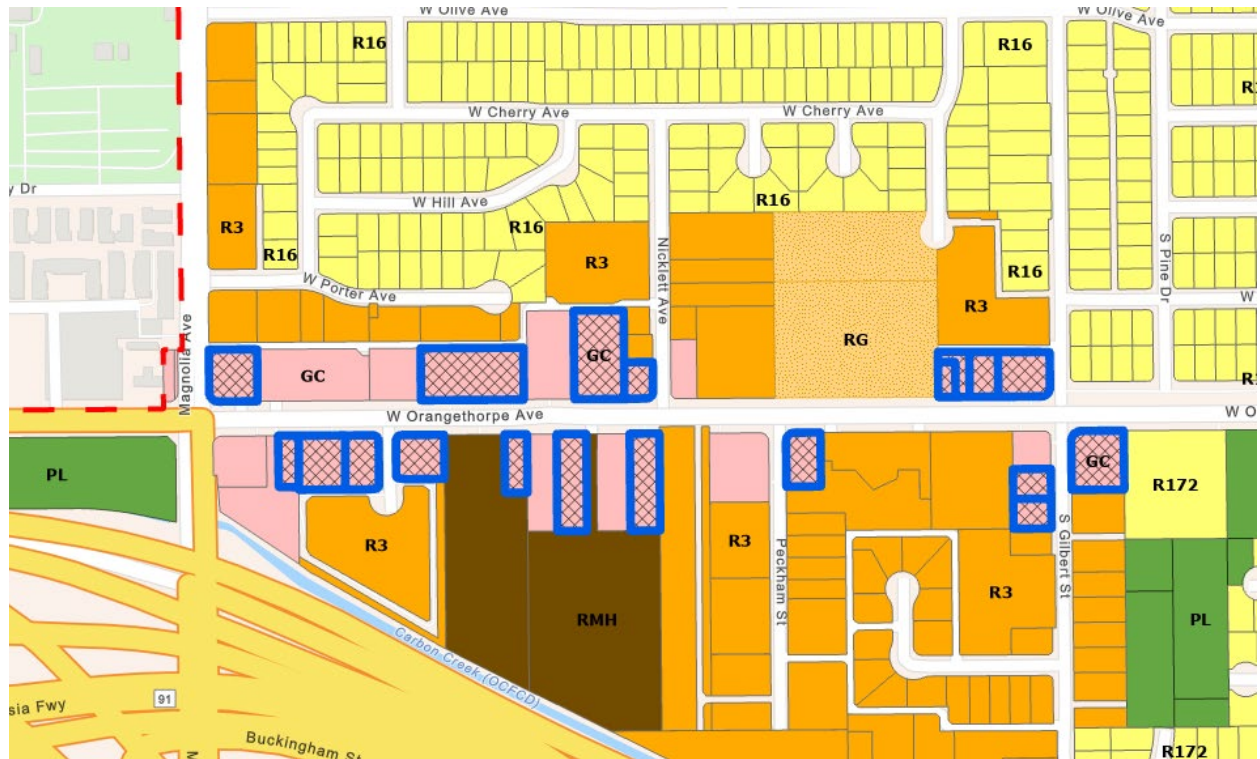 W Olive Ave
W Olive Ave
R16
R16
W Cherry Ave
W Cherry Ave
W Hill Ave
R16
R16
R3
R16
R3
R16
W Porter Ave
Nicklett Ave
S Pine Dr
R3
RG
GC
GC
Magnolia Ave
W Orangethorpe Ave
PL
GC
R172
R3
R3
Peckham St
S Gilbert St
R3
RMH
PL
Carbon Creek (OCFCD)
91
Buckingham St
R172